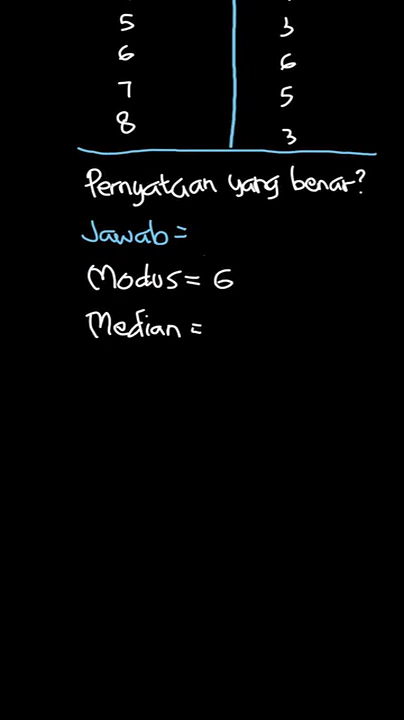 5 3
6 6
7 5
8 3
Pernyataan yang benar?
Jawab =
Modus = 6
Median =